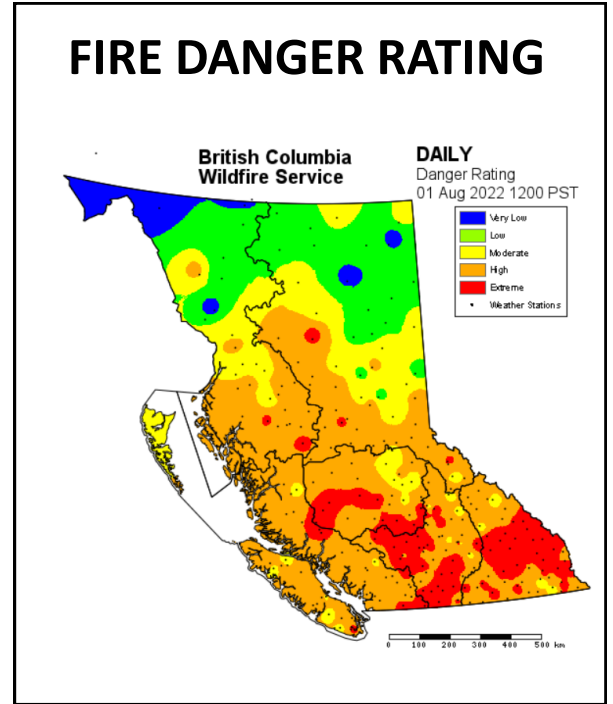 FIRE DANGER RATING
British Columbia
Wildfire Service
DAILY
Danger Rating
01 Aug 2022 1200 PST
Very Low
Low
Moderate
High
Extreme
Weather Stations
0 100 200 300 400 500 km